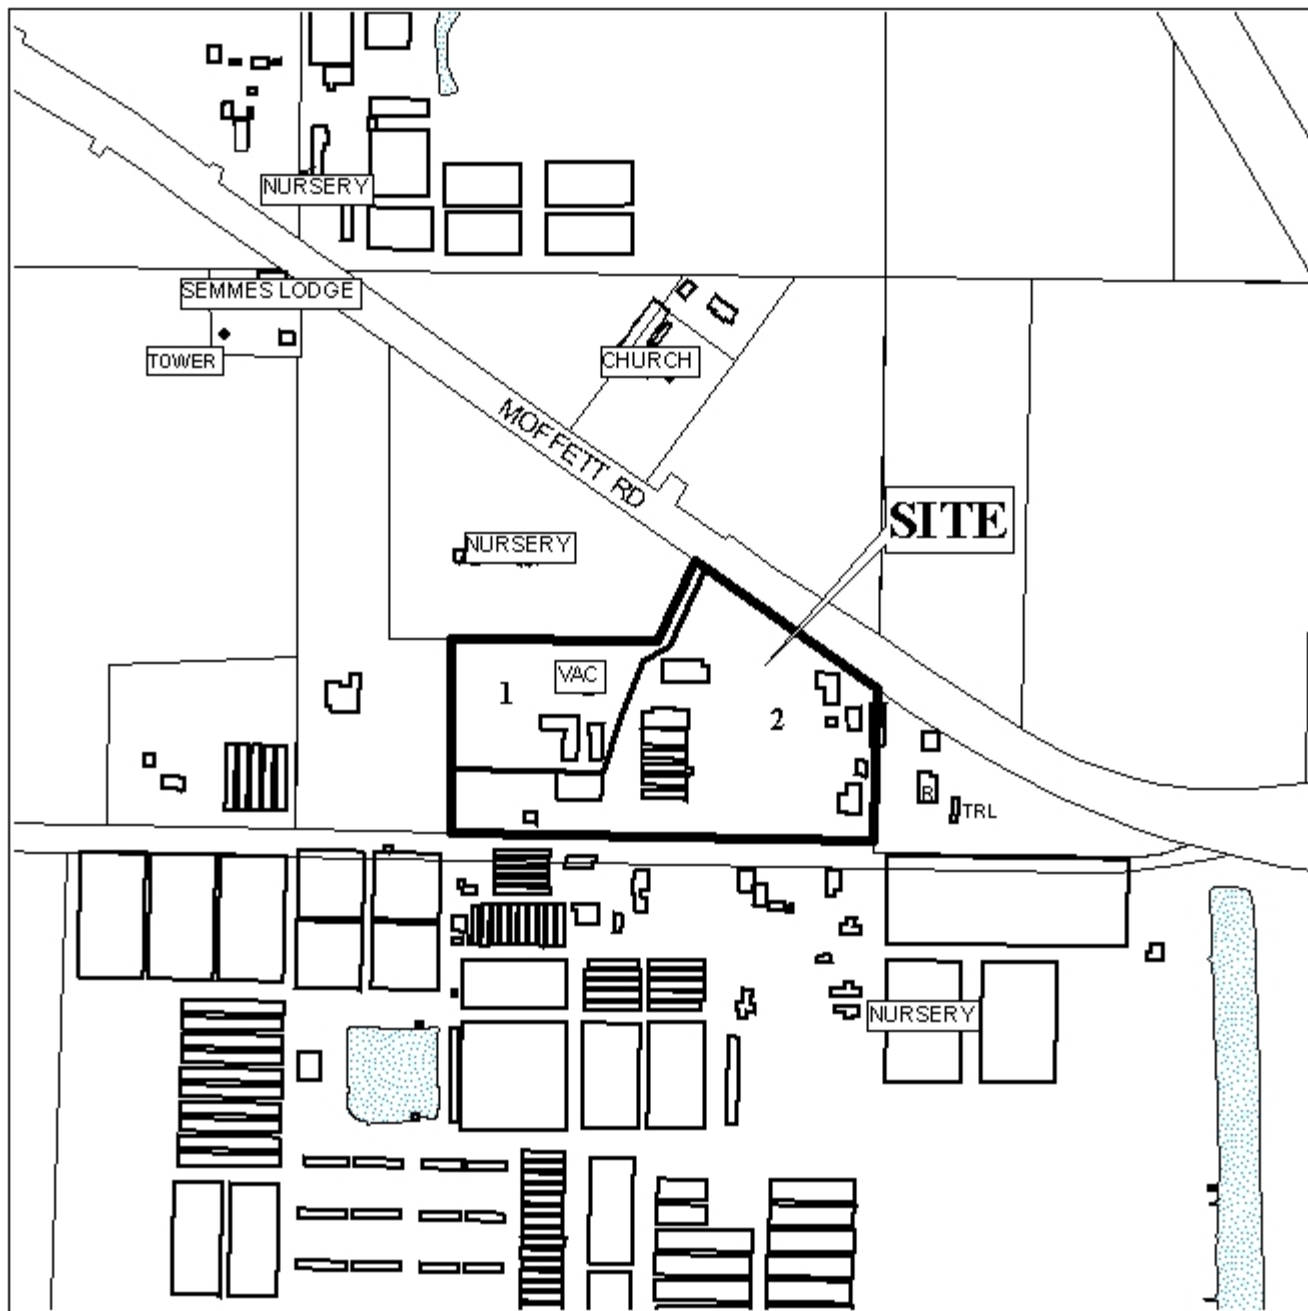 NURSERY
SEMMES LODGE
TOWER
CHURCH
MOFFETT RD
SITE
NURSERY
VAC
1
2
R
TRL
NURSERY